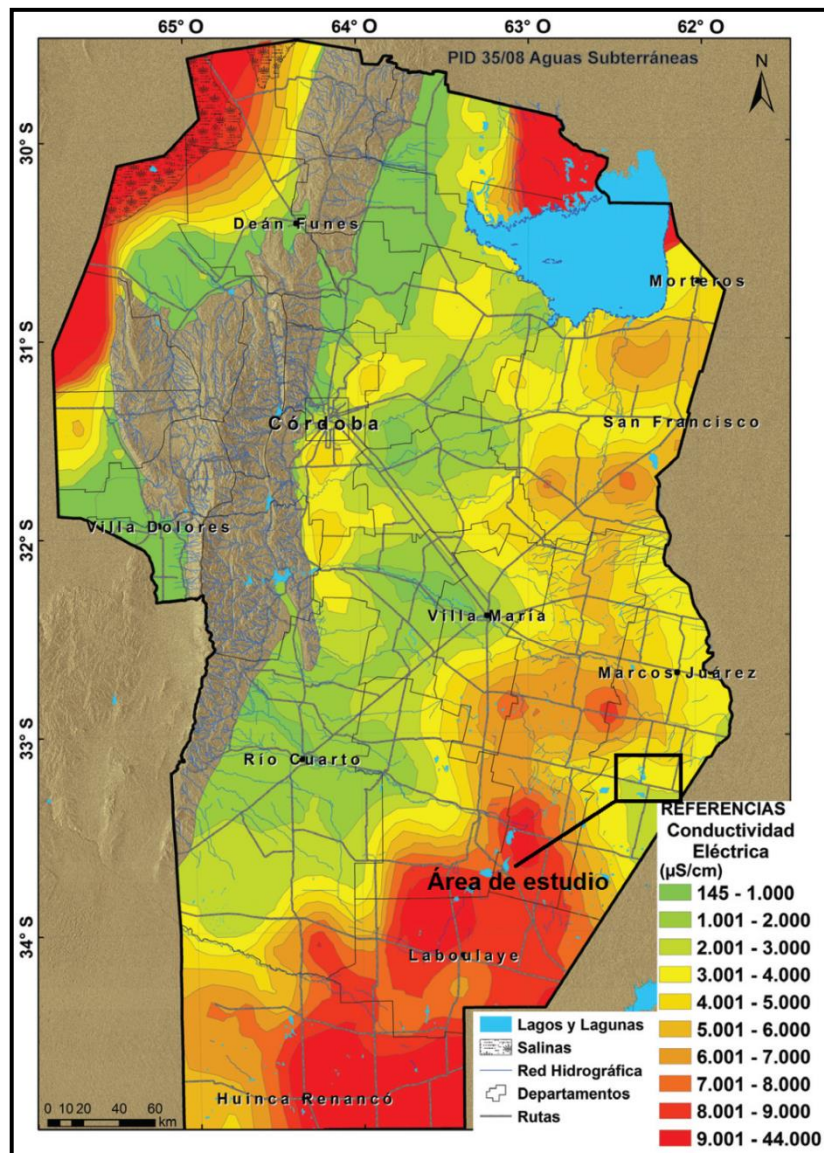 65° O
64° O
63° O
62° O
PID 35/08 Aguas Subterráneas
N
30° S
31° S
32° S
33° S
34° S
Deán Funes
Morteros
Córdoba
San Francisco
Villa Dolores
Villa María
Marcos Juárez
Río Cuarto
Área de estudio
Laboulaye
Huinca Renancó
REFERENCIAS
Conductividad
Eléctrica
(µS/cm)
145 - 1.000
1.001 - 2.000
2.001 - 3.000
3.001 - 4.000
4.001 - 5.000
5.001 - 6.000
6.001 - 7.000
7.001 - 8.000
8.001 - 9.000
9.001 - 44.000
Lagos y Lagunas
Salinas
Red Hidrográfica
Departamentos
Rutas
0 10 20 40 60
km